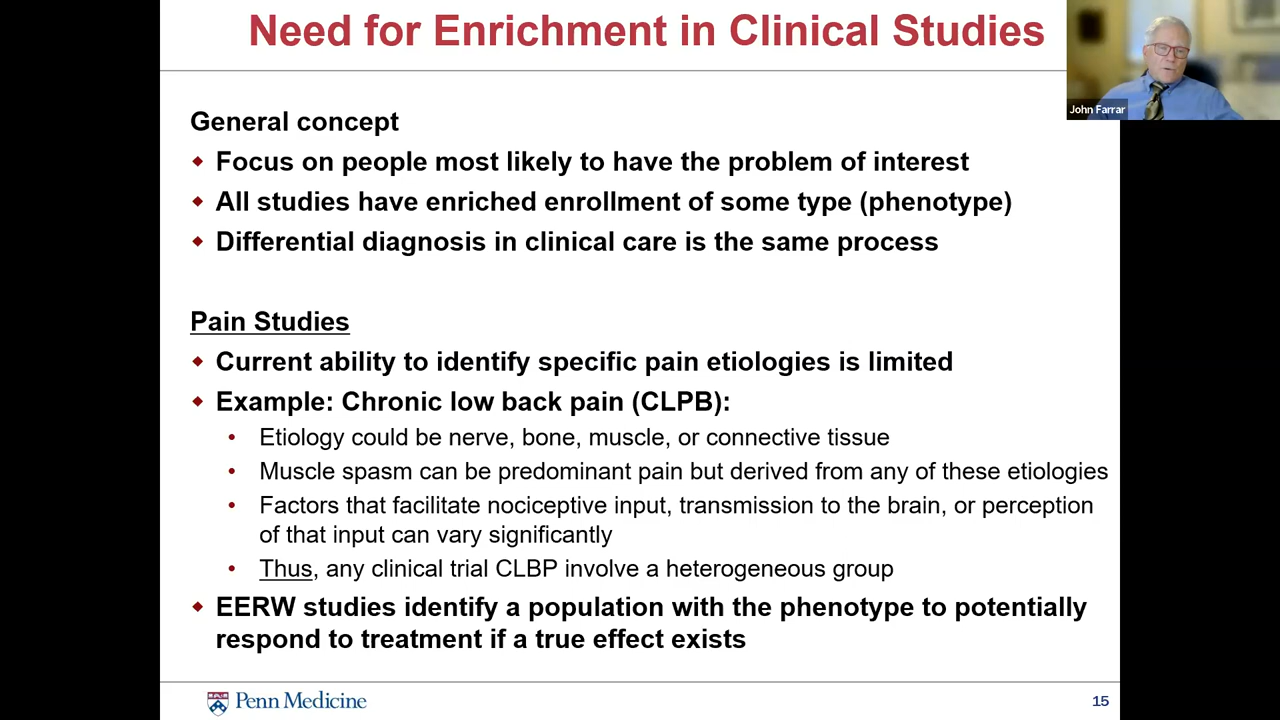 Need for Enrichment in Clinical Studies
John Farrar
General concept
Focus on people most likely to have the problem of interest
All studies have enriched enrollment of some type (phenotype)
Differential diagnosis in clinical care is the same process
Pain Studies
Current ability to identify specific pain etiologies is limited
Example: Chronic low back pain (CLPB):
Etiology could be nerve, bone, muscle, or connective tissue
Muscle spasm can be predominant pain but derived from any of these etiologies
Factors that facilitate nociceptive input, transmission to the brain, or perception
of that input can vary significantly
Thus, any clinical trial CLBP involve a heterogeneous group
EERW studies identify a population with the phenotype to potentially
respond to treatment if a true effect exists
Penn Medicine
15